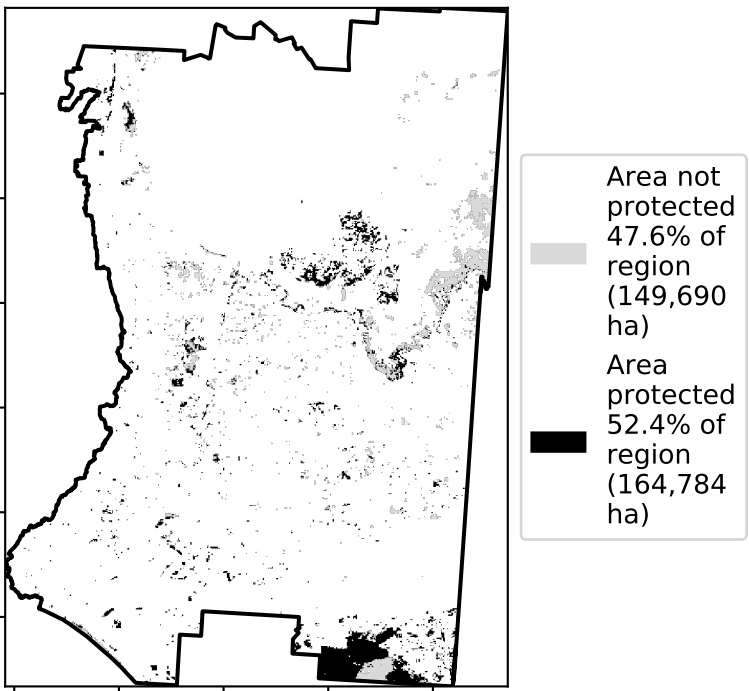 Area not
protected
47.6% of
region
(149,690
ha)
Area
protected
52.4% of
region
(164,784
ha)